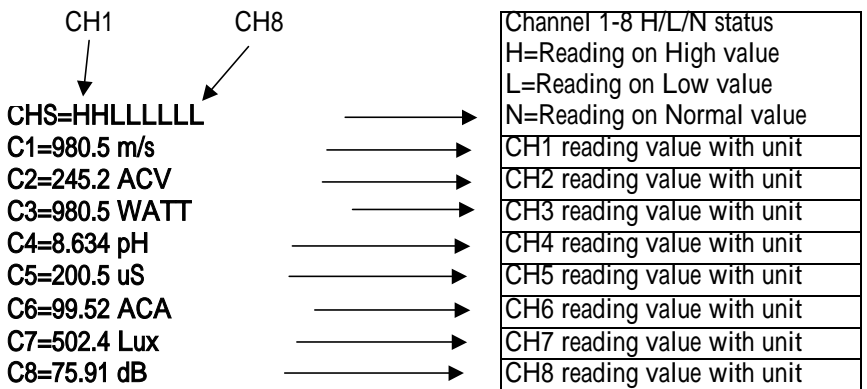 CH1 CH8
Channel 1-8 H/L/N status
H=Reading on High value
L=Reading on Low value
CHS=HHLLLLLL N=Reading on Normal value
C1=980.5 m/s CH1 reading value with unit
C2=245.2 ACV CH2 reading value with unit
C3=980.5 WATT CH3 reading value with unit
C4=8.634 pH CH4 reading value with unit
C5=200.5 uS CH5 reading value with unit
C6=99.52 ACA CH6 reading value with unit
C7=502.4 Lux CH7 reading value with unit
C8=75.91 dB CH8 reading value with unit